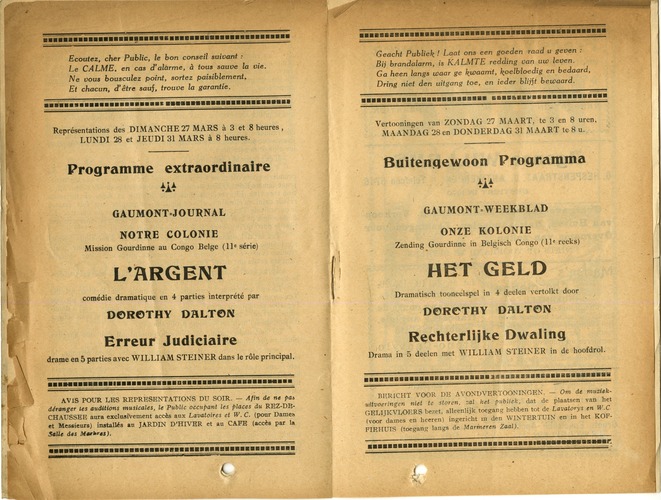 Ecoutez, cher Public, le bon conseil suivant :
Le CALME, en cas d'alarme, à tous sauve la vie.
Ne vous bousculez point, sortez paisiblement,
Et chacun, d'être sauf, trouve la garantie.
Représentations des DIMANCHE 27 MARS à 3 et 8 heures,
LUNDI 28 et JEUDI 31 MARS à 8 heures.
Programme extraordinaire
GAUMONT-JOURNAL
NOTRE COLONIE
Mission Gourdinne au Congo Belge (11e série)
L'ARGENT
comédie dramatique en 4 parties interprété par
DOROTHY DALTON
Erreur Judiciaire
drame en 5 parties avec WILLIAM STEINER dans le rôle principal.
AVIS POUR LES REPRESENTATIONS DU SOIR. — Afin de ne pas
déranger les auditions musicales, le Public occupant les places du REZ-DE-
CHAUSSEE aura exclusivement accès aux Lavatoires et W. C. (pour Dames
et Messieurs) installés au JARDIN D'HIVER et au CAFE (accès par la
Salle des Marbres).
Geacht Publiek ! Laat ons een goeden raad u geven :
Bij brandalarm, is KALMTE redding van uw leven.
Ga heen langs waar ge kwaamt, koelbloedig en bedaard,
Dring niet den uitgang toe, en ieder blijft bewaard.
Vertooningen van ZONDAG 27 MAART, te 3 en 8 uren,
MAANDAG 28 en DONDERDAG 31 MAART te 8 u.
Buitengewoon Programma
GAUMONT-WEEKBLAD
ONZE KOLONIE
Zending Gourdinne in Belgisch Congo (11e reeks)
HET GELD
Dramatisch tooneelspel in 4 deelen vertolkt door
DOROTHY DALTON
Rechterlijke Dwaling
Drama in 5 deelen met WILLIAM STEINER in de hoofdrol.
BERICHT VOOR DE AVONDVERTOONINGEN. — Om de muziek-
uitvoeringen niet te storen, zal het publiek, dat de plaatsen van het
GELIJKVLOERS bezet, alleenlijk toegang hebben tot de Lavatorys en W.C
(voor dames en heeren) ingericht in den WINTERTUIN en in het KOF-
FIEHUIS (toegang langs de Marmeren Zaal).